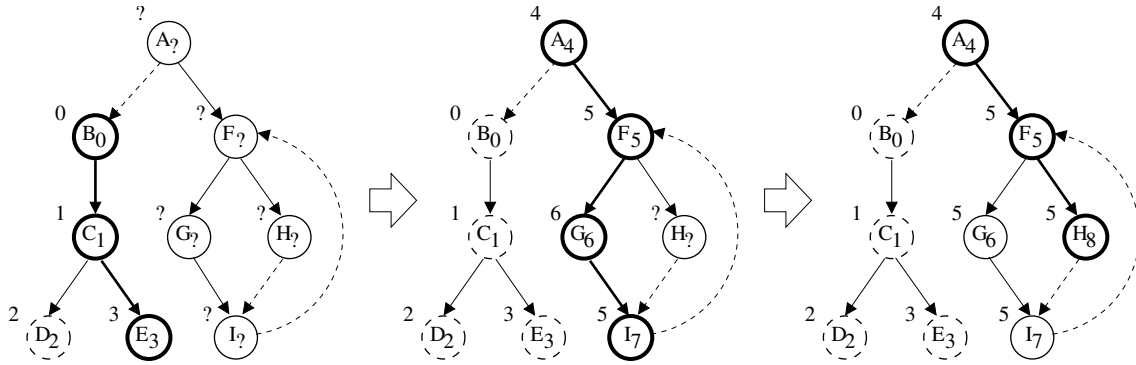 ? 4 4
A? A4 A4
0 ? 0 5 0 5
B0 F? B0 F5 B0 F5
1 ? ? 1 6 ? 1 5 5
C1 G? H? C1 G6 H? C1 G6 H8
2 3 ? 2 3 5 2 3 5
D2 E3 I? D2 E3 I7 D2 E3 I7